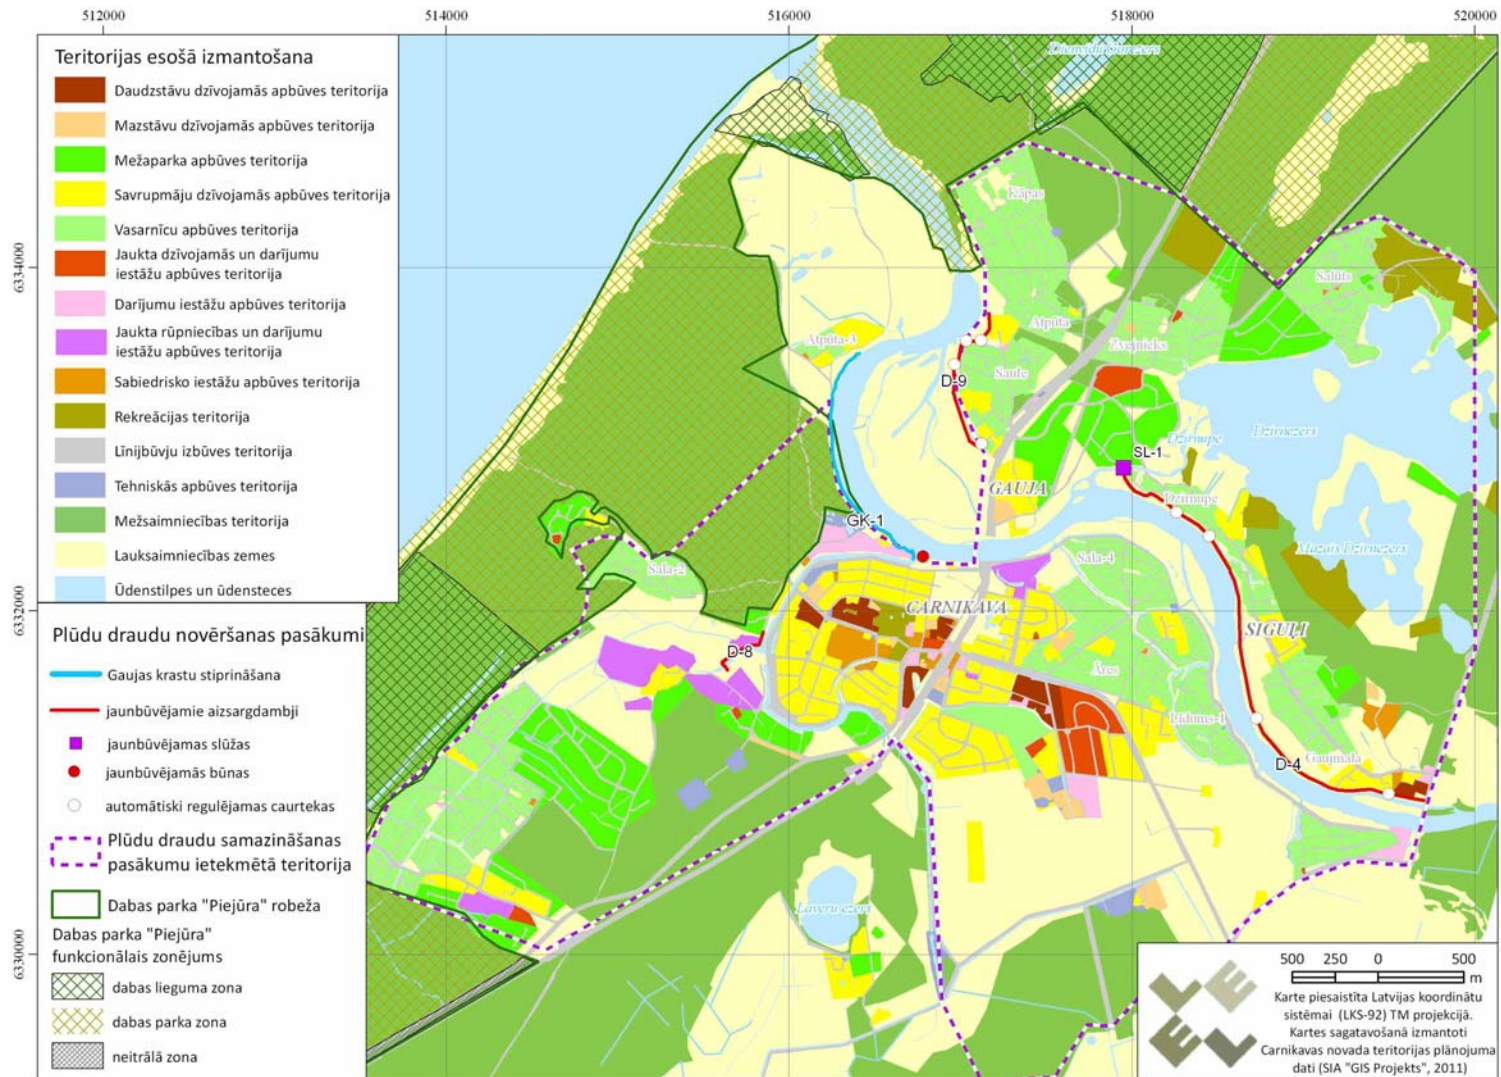 512000
514000
516000
518000
520000
6334000
6332000
6330000
Teritorijas esošā izmantošana
Daudzstāvu dzīvojamās apbūves teritorija
Mazstāvu dzīvojamās apbūves teritorija
Mežaparka apbūves teritorija
Savrupmāju dzīvojamās apbūves teritorija
Vasarnīcu apbūves teritorija
Jaukta dzīvojamās un darījumu
iestāžu apbūves teritorija
Darījumu iestāžu apbūves teritorija
Jaukta rūpniecības un darījumu
iestāžu apbūves teritorija
Sabiedrisko iestāžu apbūves teritorija
Rekreācijas teritorija
Līnijbūvju izbūves teritorija
Tehniskās apbūves teritorija
Mežsaimniecības teritorija
Lauksaimniecības zemes
Ūdenstilpes un ūdensteces
Plūdu draudu novēršanas pasākumi
Gaujas krastu stiprināšana
jaunbūvējamie aizsargdambji
jaunbūvējamas slūžas
jaunbūvējamās būnas
automātiski regulējamas caurtekas
Plūdu draudu samazināšanas
pasākumu ietekmētā teritorija
Dabas parka "Piejūra" robeža
Dabas parka "Piejūra"
funkcionālais zonējums
dabas lieguma zona
dabas parka zona
neitrālā zona
Kāpas
Salūts
Atpūta
Atpūta-3
Zvejnieks
Saule
D-9
Dzirnupe
Dzirnezers
SL-1
GAUJA
Dzirnupe
GK-1
Mazais Dzirnezers
Sala-4
Sala-2
CARNIKAVA
SIGUĻI
D-8
Āres
Līdums-1
Gaujmala
D-4
Laveru ezers
500 250 0 500
m
Karte piesaistīta Latvijas koordinātu
sistēmai (LKS-92) TM projekcijā.
Kartes sagatavošanā izmantoti
Carnikavas novada teritorijas plānojuma
dati (SIA "GIS Projekts", 2011)